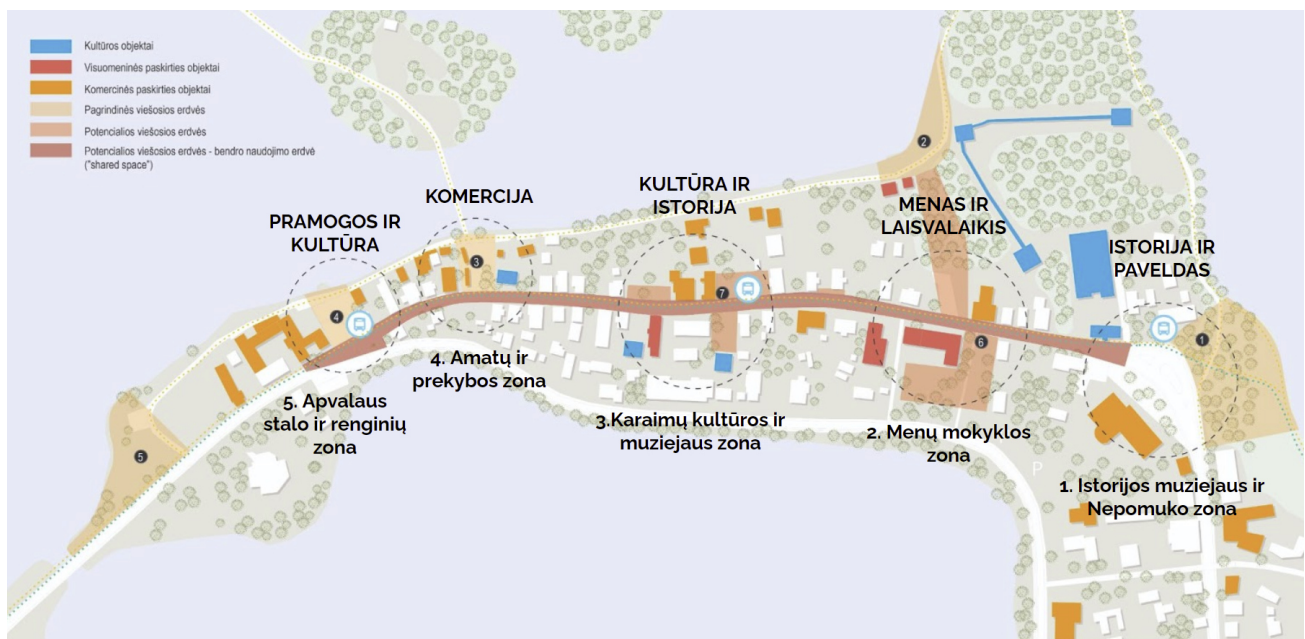 Kultūros objektai
Visuomeninės paskirties objektai
Komercinės paskirties objektai
Pagrindinės viešosios erdvės
Potencialios viešosios erdvės
Potencialios viešosios erdvės - bendro naudojimo erdvė
("shared space")
PRAMOGOS IR
KULTŪRA
KOMERCIJA
KULTŪRA IR
ISTORIJA
MENAS IR
LAISVALAIKIS
ISTORIJA IR
PAVELDAS
2
3
4
7
1
6
5
P
5. Apvalaus
stalo ir renginių
zona
4. Amatų ir
prekybos zona
3.Karaimų kultūros ir
muziejaus zona
2. Menų mokyklos
zona
1. Istorijos muziejaus ir
Nepomuko zona